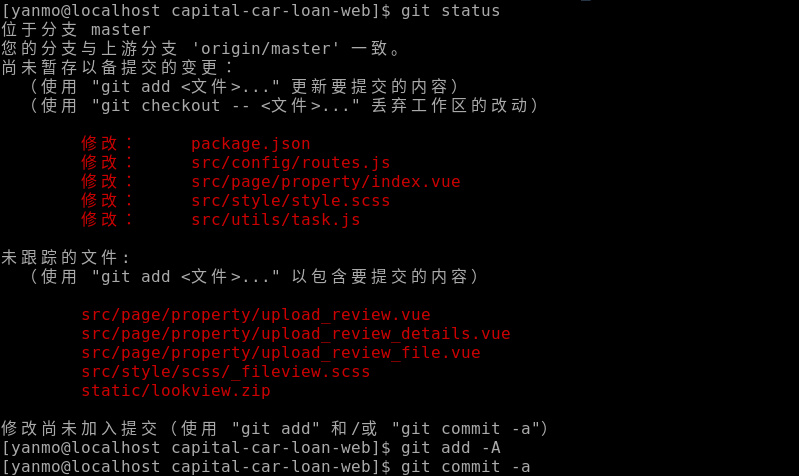 [yanmo@localhost capital-car-loan-web]$ git status
位于分支 master
您的分支与上游分支 'origin/master' 一致。
尚未暂存以备提交的变更：
  （使用 "git add <文件>..." 更新要提交的内容）
  （使用 "git checkout -- <文件>..." 丢弃工作区的改动）
        修改：     package.json
        修改：     src/config/routes.js
        修改：     src/page/property/index.vue
        修改：     src/style/style.scss
        修改：     src/utils/task.js
未跟踪的文件:
  （使用 "git add <文件>..." 以包含要提交的内容）
        src/page/property/upload_review.vue
        src/page/property/upload_review_details.vue
        src/page/property/upload_review_file.vue
        src/style/scss/_fileview.scss
        static/lookview.zip
修改尚未加入提交（使用 "git add" 和/或 "git commit -a"）
[yanmo@localhost capital-car-loan-web]$ git add -A
[yanmo@localhost capital-car-loan-web]$ git commit -a